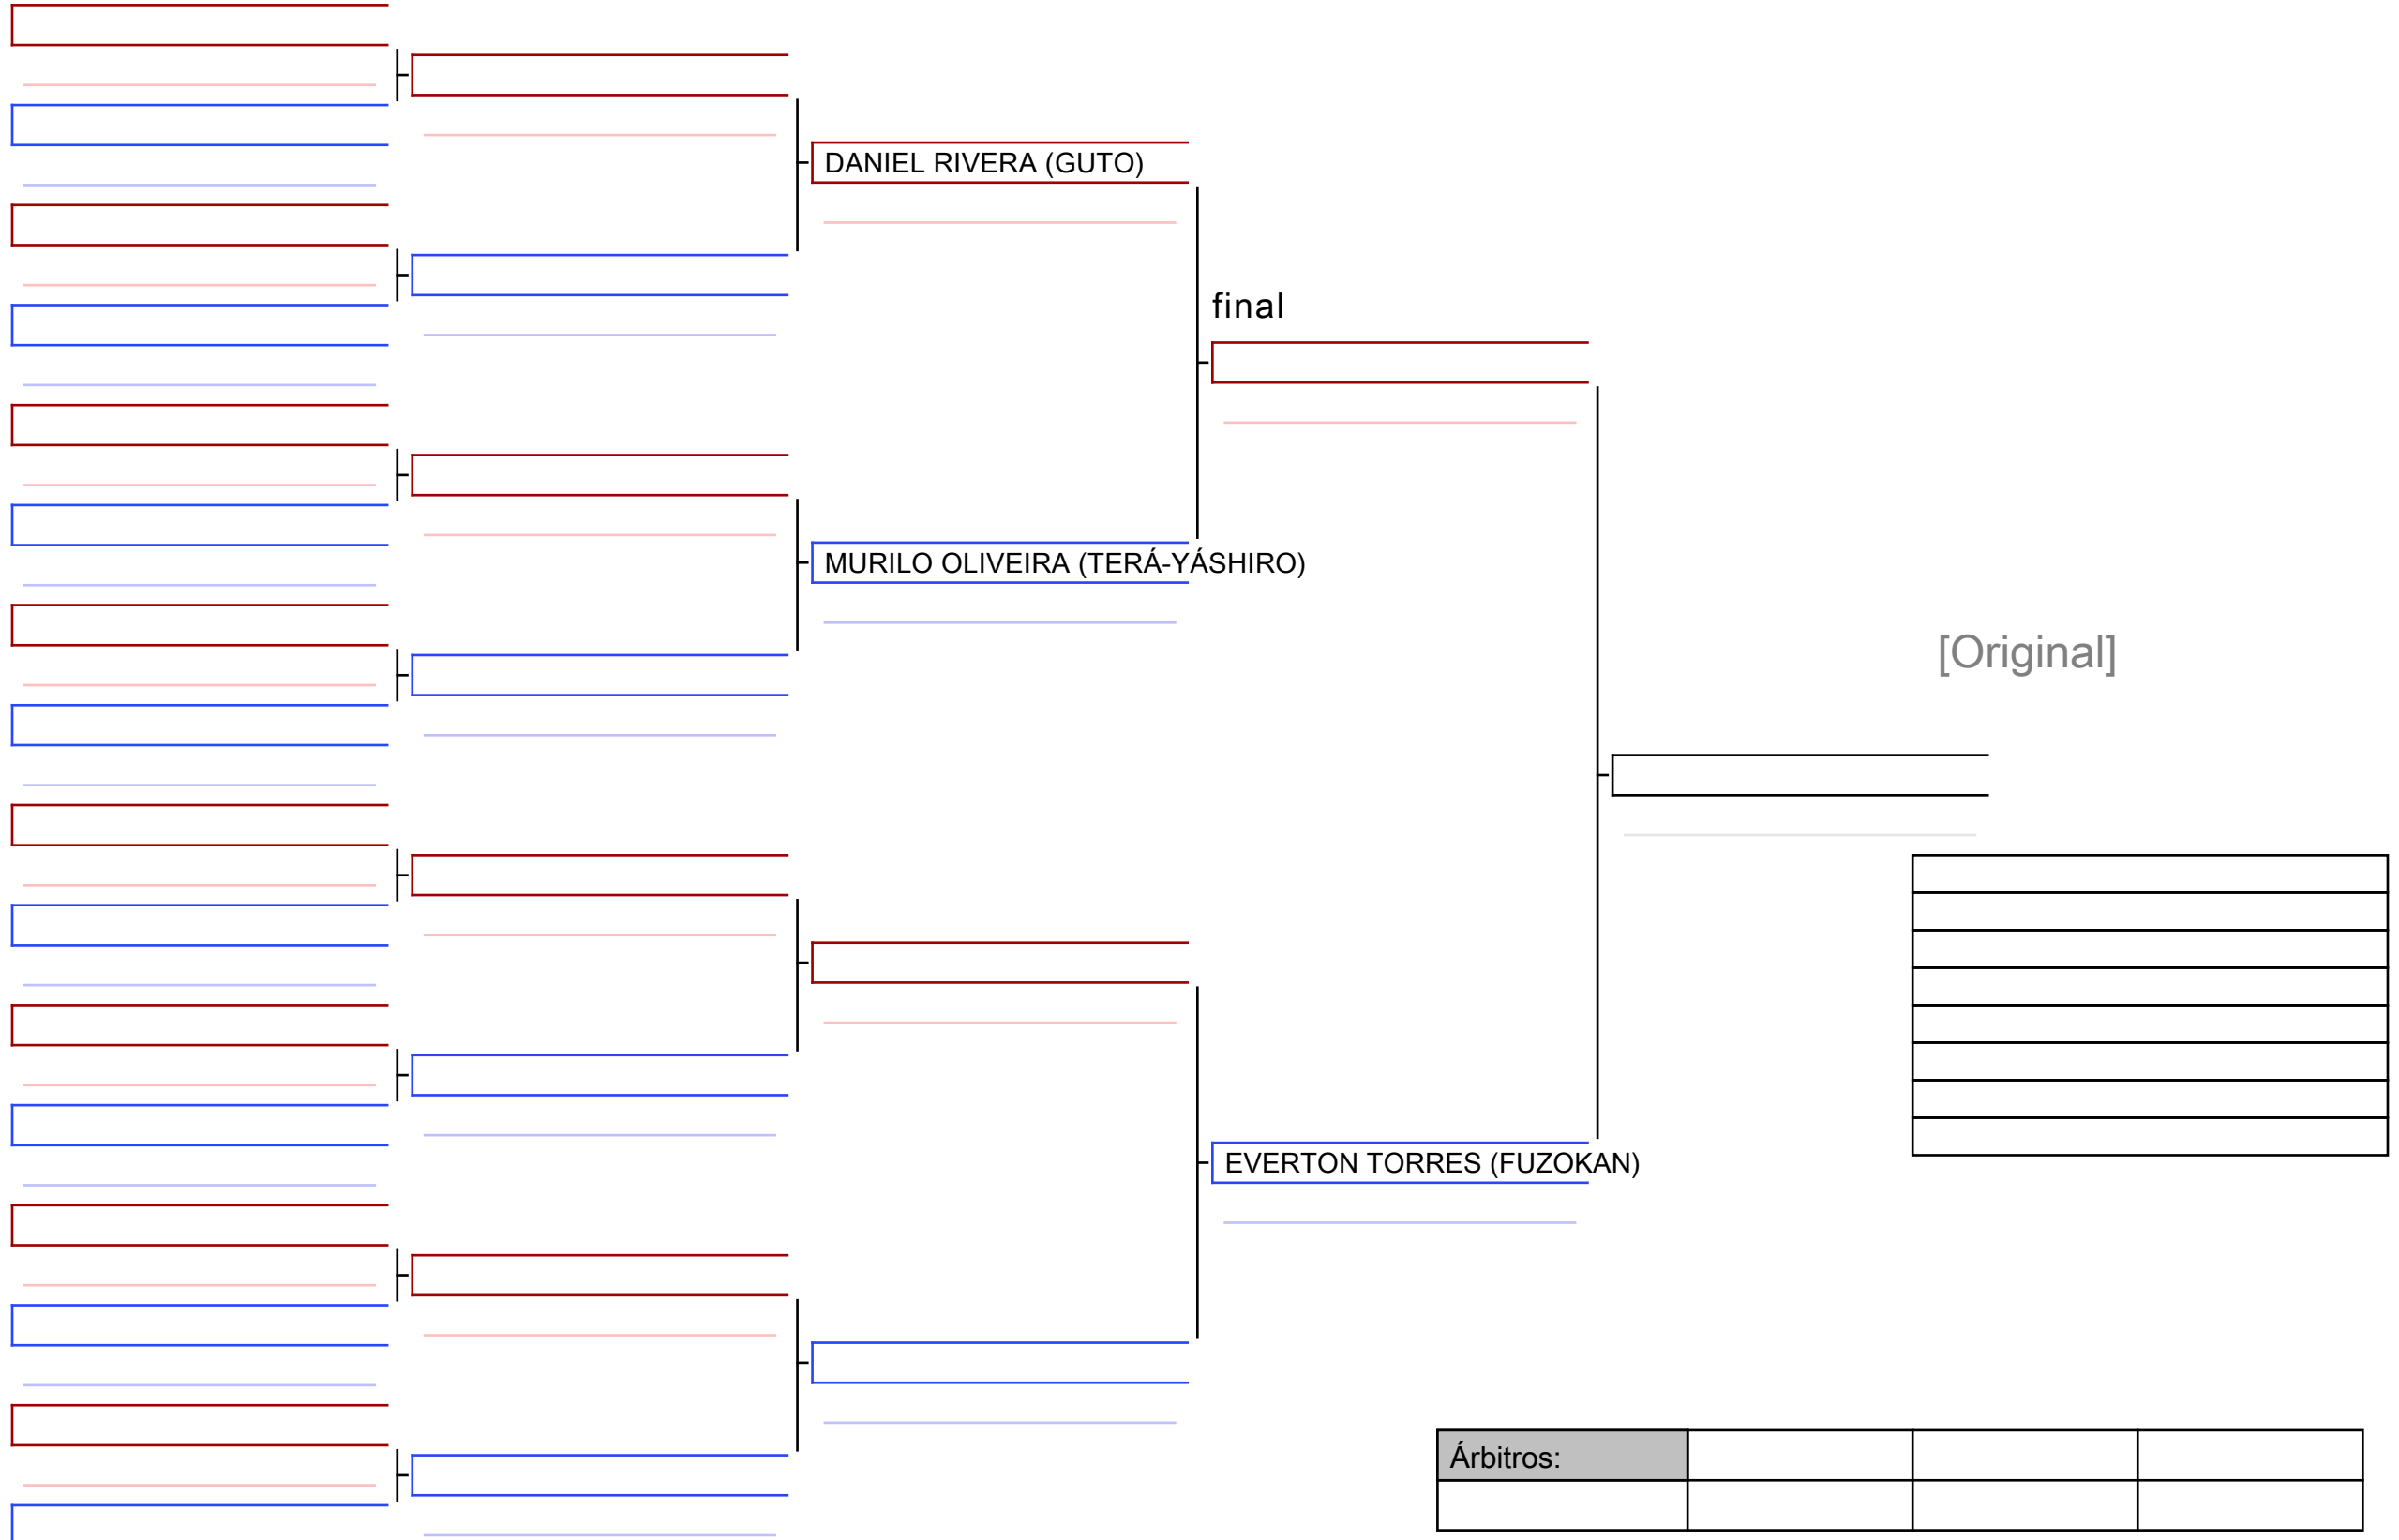 DANIEL RIVERA (GUTO)
final
MURILO OLIVEIRA (TERÁ-YÁSHIRO)
[Original]
EVERTON TORRES (FUZOKAN)
Árbitros: